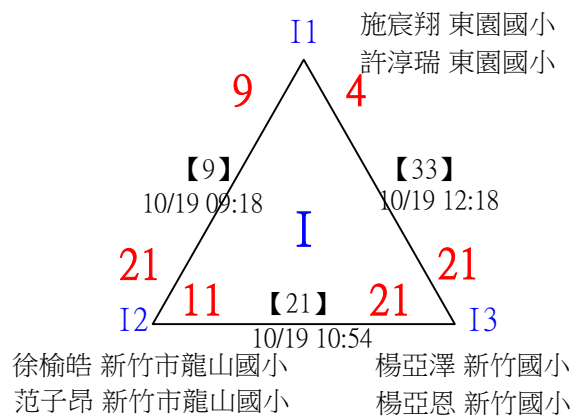 I1
施宸翔 東園國小
許淳瑞 東園國小
9
4
【9】
10/19 09:18
【33】
10/19 12:18
I
21
21
I2
11
【21】
10/19 10:54
21
I3
徐榆皓 新竹市龍山國小
范子昂 新竹市龍山國小
楊亞澤 新竹國小
楊亞恩 新竹國小